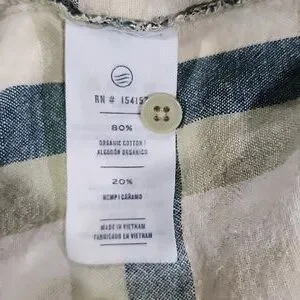 RN # 15415
80%
ORGANIC COTTON |
ALGODÓN ORGÁNICO
20%
HEMP | CÁÑAMO
MADE IN VIETNAM
FABRICADO EN VIETNAM